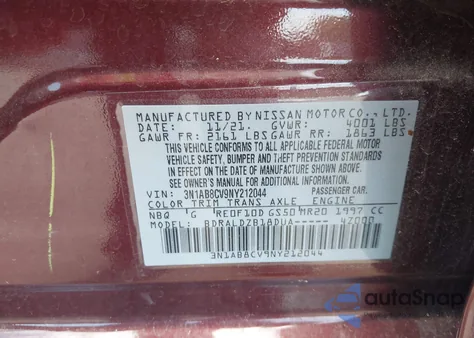 MANUFACTURED BY NISSAN MOTOR CO., LTD.
DATE: 11/21. GVWR: 4001 LBS
GAWR FR: 2161 LBS GAWR RR: 1863 LBS
THIS VEHICLE CONFORMS TO ALL APPLICABLE FEDERAL MOTOR
VEHICLE SAFETY, BUMPER AND THEFT PREVENTION STANDARDS
IN EFFECT ON THE DATE OF MANUFACTURE SHOWN ABOVE.
SEE OWNER'S MANUAL FOR ADDITIONAL INFORMATION.
VIN: 3N1AB8CV9NY212044 PASSENGER CAR.
COLOR TRIM TRANS AXLE ENGINE
NBQ G RE0F10D GS50 MR20 1997 CC
MODEL: BDRALDZB18DUA----- 4Z000
3N1AB8CV9NY212044
autoSnap